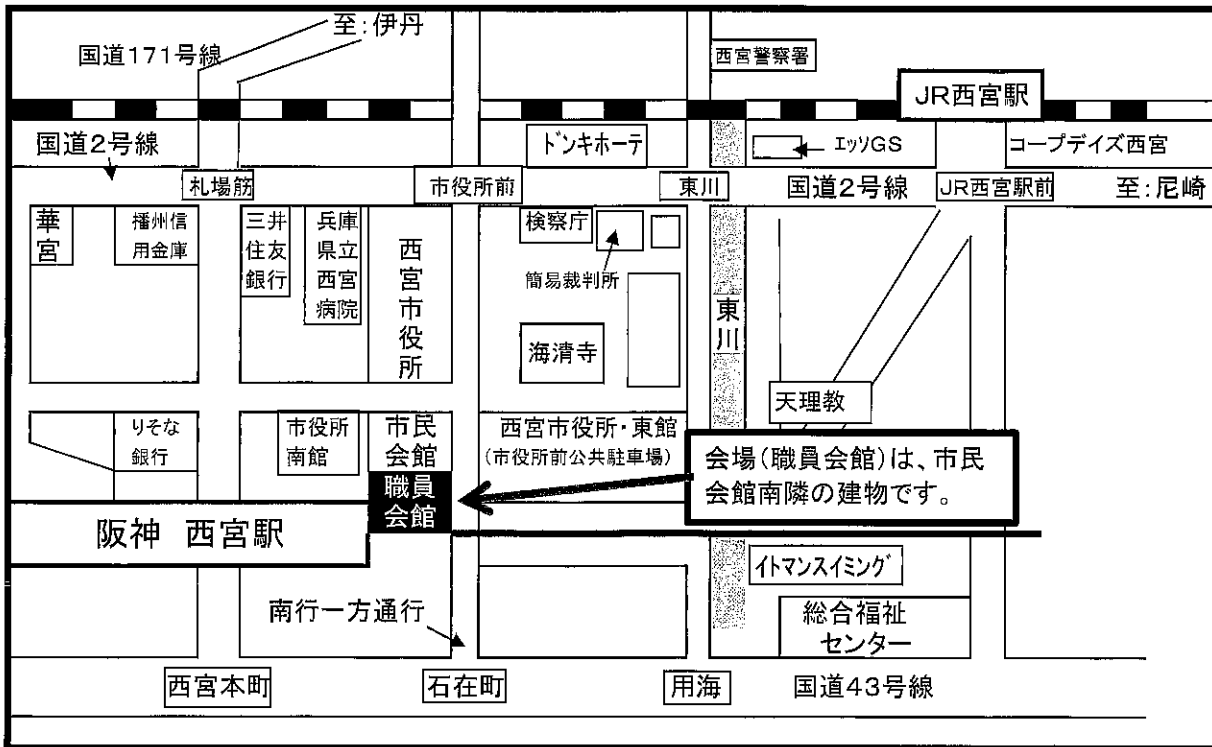 国道171号線
至:伊丹
西宮警察署
JR西宮駅
国道2号線
ドンキホーテ
エッソGS
コープデイズ西宮
札場筋
市役所前
東川
国道2号線
JR西宮駅前
至:尼崎
華宮
播州信
用金庫
三井
住友
銀行
兵庫
県立
西宮
病院
西宮市役所
検察庁
簡易裁判所
海清寺
東川
天理教
りそな
銀行
市役所
南館
市民
会館
西宮市役所・東館
(市役所前公共駐車場)
会場(職員会館)は、市民
会館南隣の建物です。
職員
会館
阪神 西宮駅
イトマンスイミング
南行一方通行
総合福祉
センター
西宮本町
石在町
用海
国道43号線